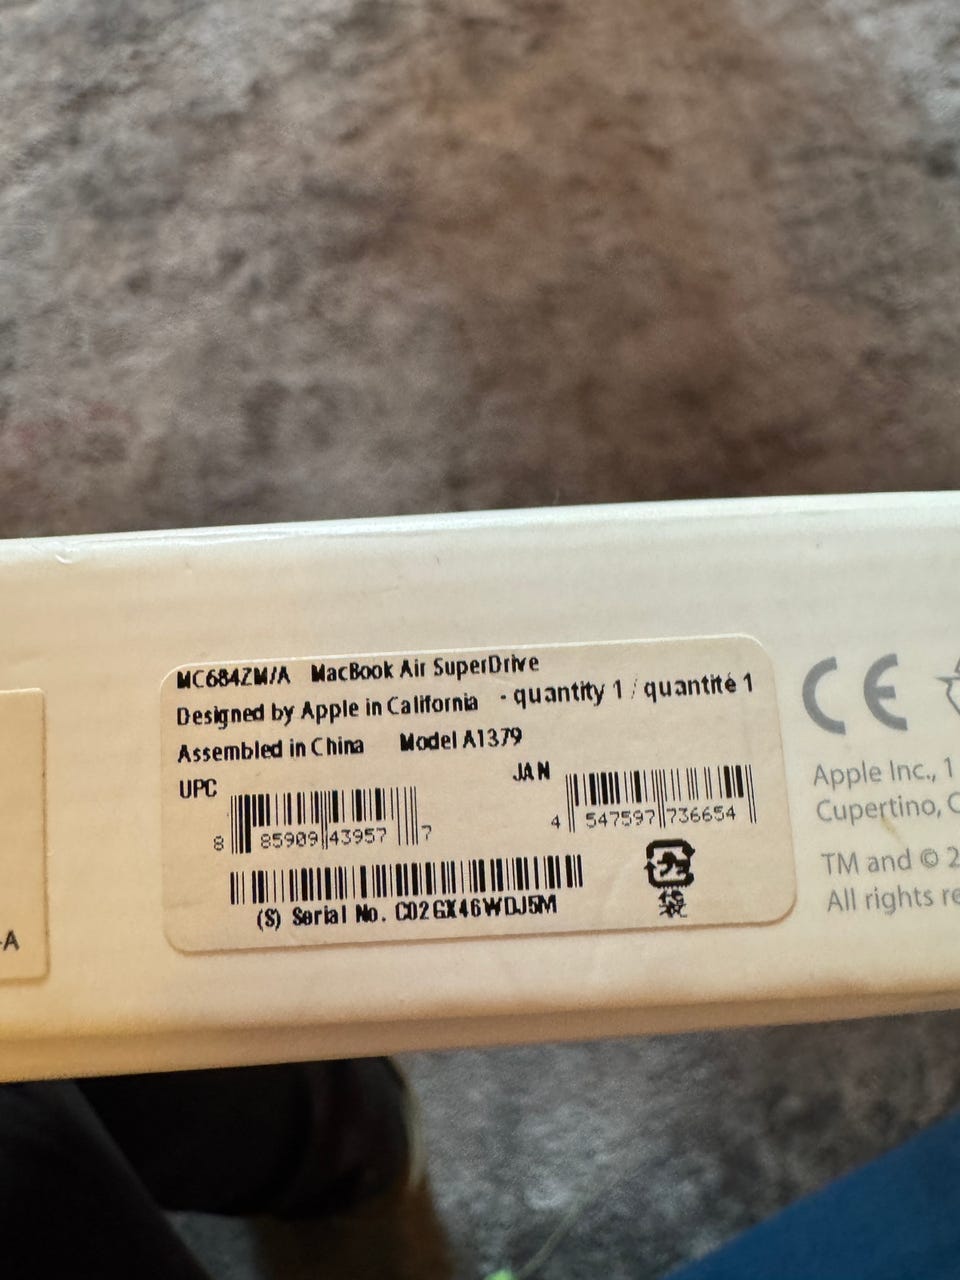 MC684ZM/A MacBook Air SuperDrive
Designed by Apple in California - quantity 1 / quantité 1
Assembled in China Model A1379
UPC JAN
8 85909 43957 7
4 547597 736654
(S) Serial No. C02GX46WDJ5M
袋
CE
Apple Inc., 1
Cupertino, C
TM and © 2
All rights re
-A